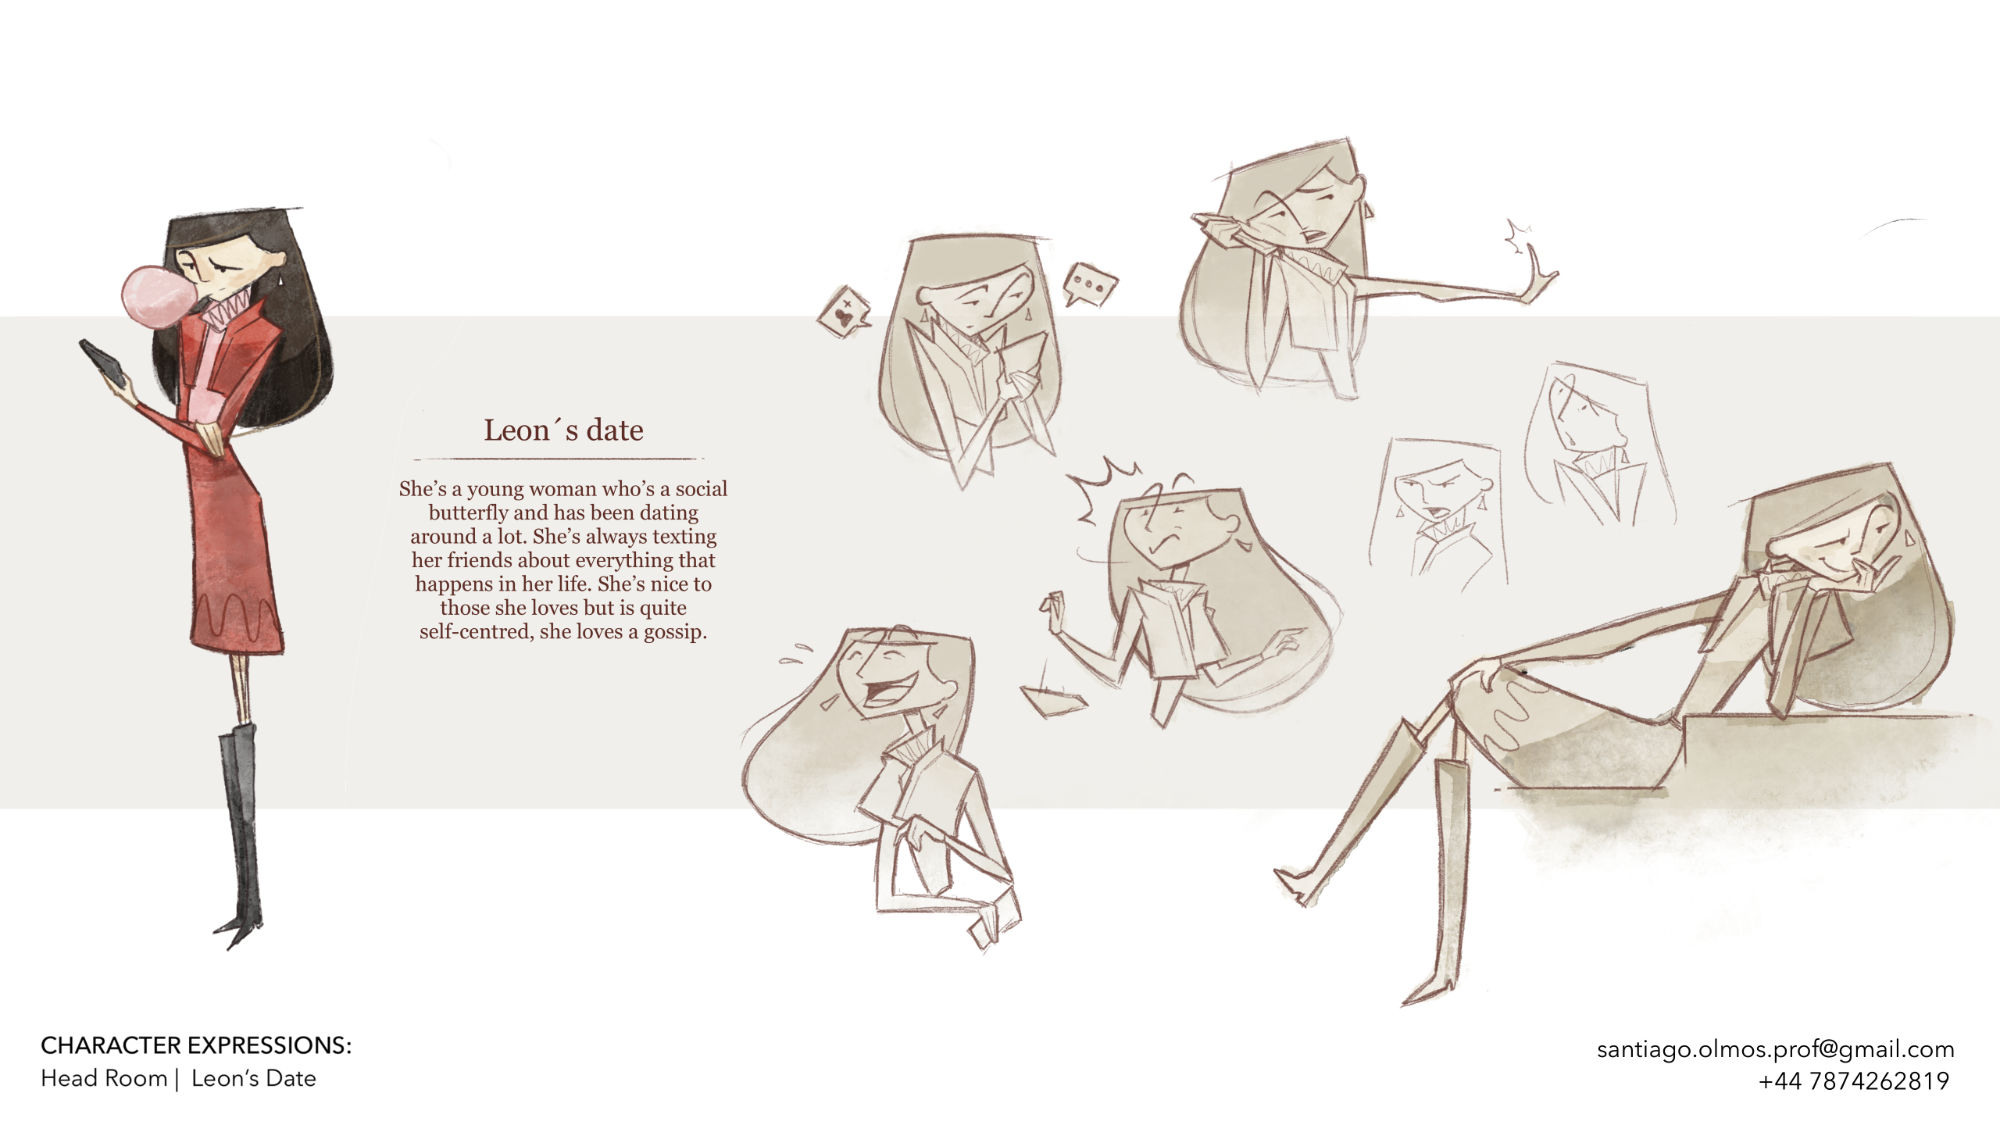 Leon´s date
She’s a young woman who’s a social
butterfly and has been dating
around a lot. She’s always texting
her friends about everything that
happens in her life. She’s nice to
those she loves but is quite
self-centred, she loves a gossip.
CHARACTER EXPRESSIONS:
Head Room | Leon’s Date
santiago.olmos.prof@gmail.com
+44 7874262819